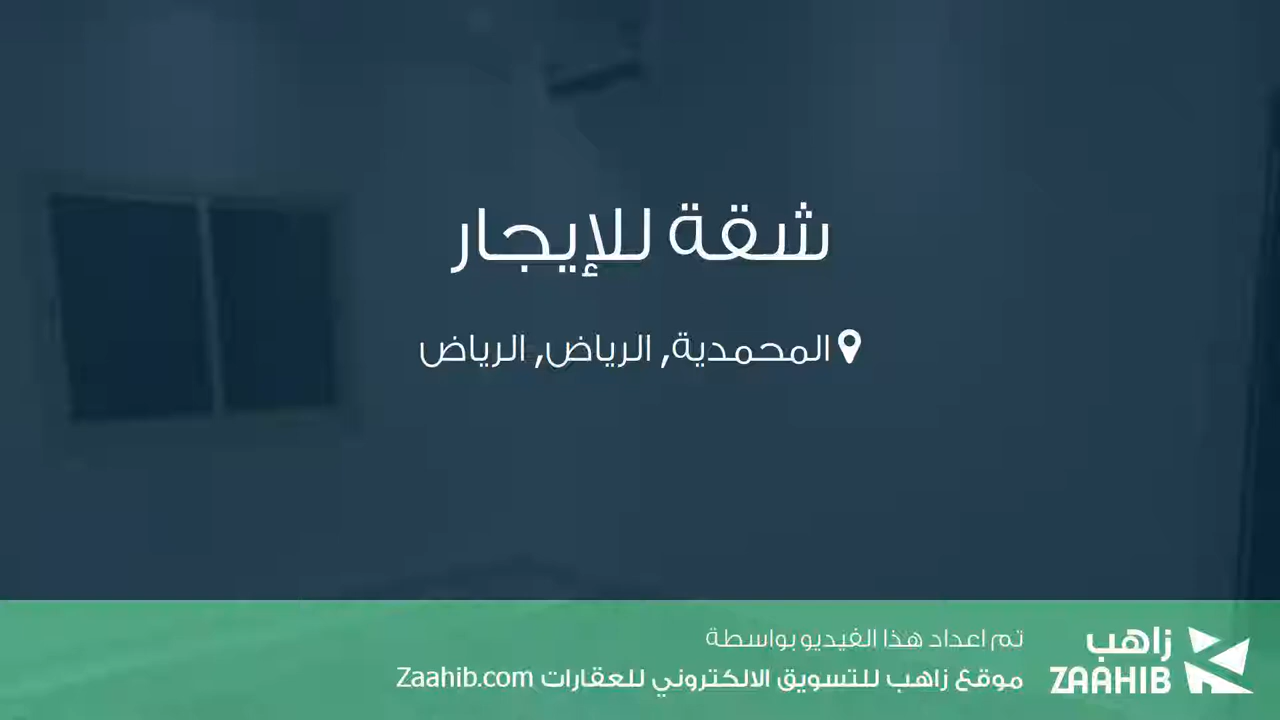 شقة للإيجار
المحمدية, الرياض, الرياض
تم اعداد هذا الفيديو بواسطة
موقع زاهب للتسويق الالكتروني للعقارات Zaahib.com
زاهب
ZAAHIB